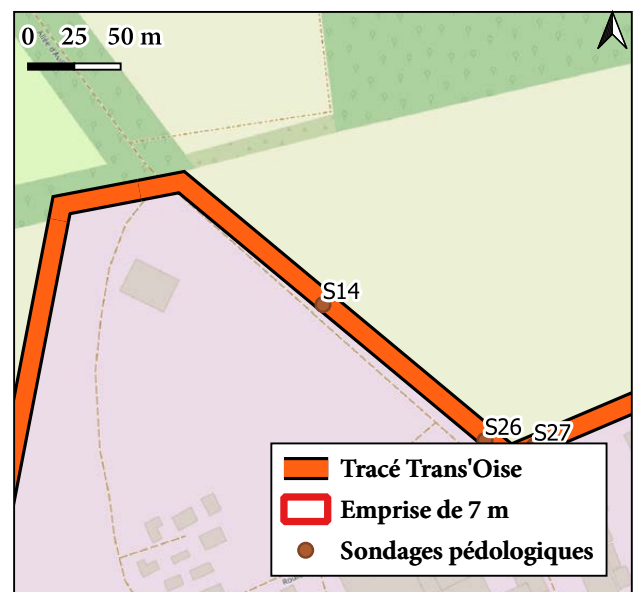 0 25 50 m
S14
S26
S27
Tracé Trans'Oise
Emprise de 7 m
Sondages pédologiques